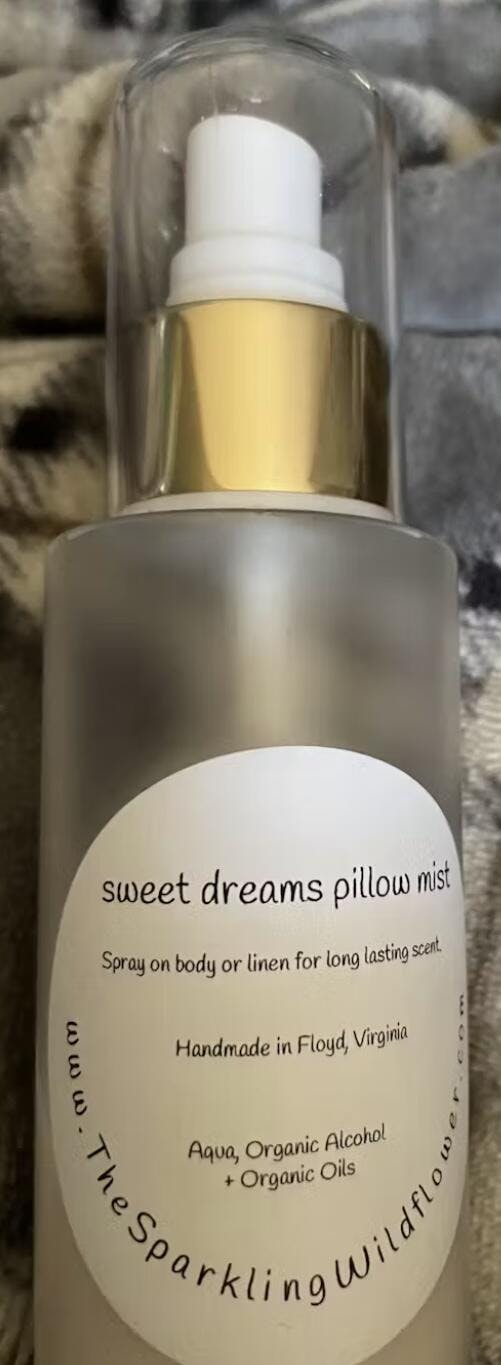 sweet dreams pillow mist
Spray on body or linen for long lasting scent.
Handmade in Floyd, Virginia
Aqua, Organic Alcohol
+ Organic Oils
www.TheSparklingWildflower.com